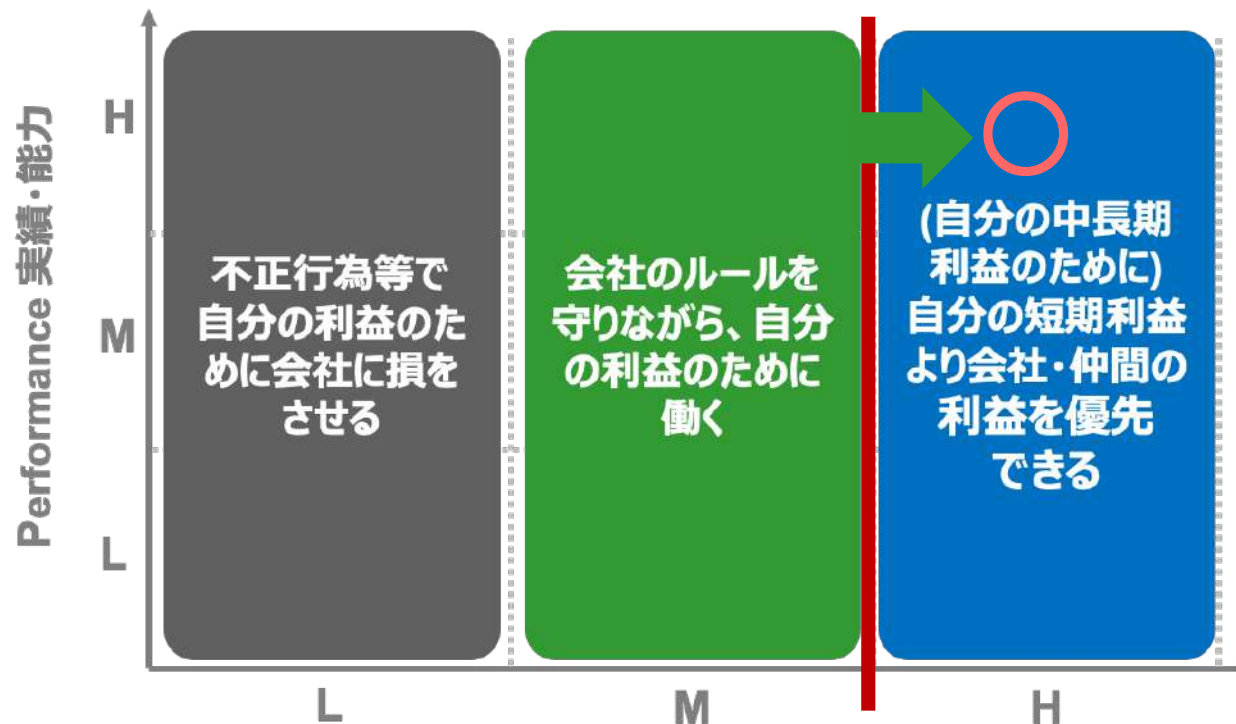 Performance 実績・能力
H
M
L
不正行為等で
自分の利益のた
めに会社に損を
させる
会社のルールを
守りながら、自分
の利益のために
働く
(自分の中長期
利益のために)
自分の短期利益
より会社・仲間の
利益を優先
できる
L
M
H